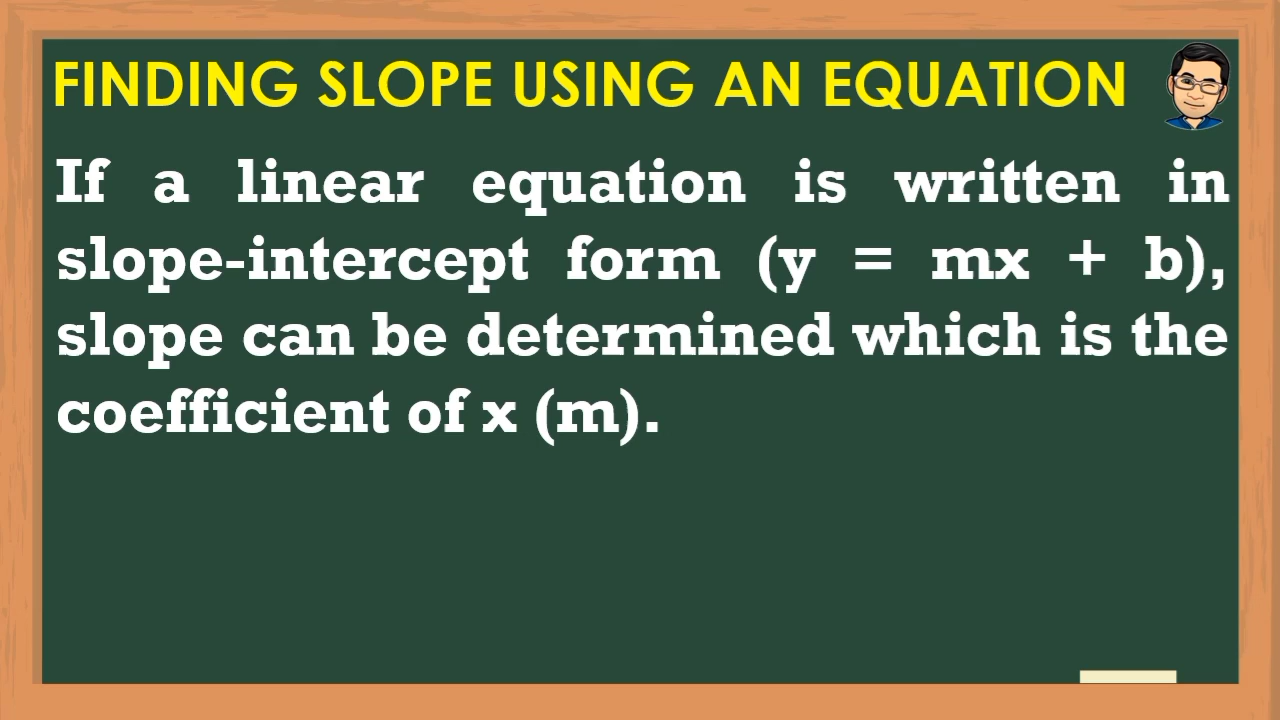 FINDING SLOPE USING AN EQUATION
If a linear equation is written in
slope-intercept form (y = mx + b),
slope can be determined which is the
coefficient of x (m).